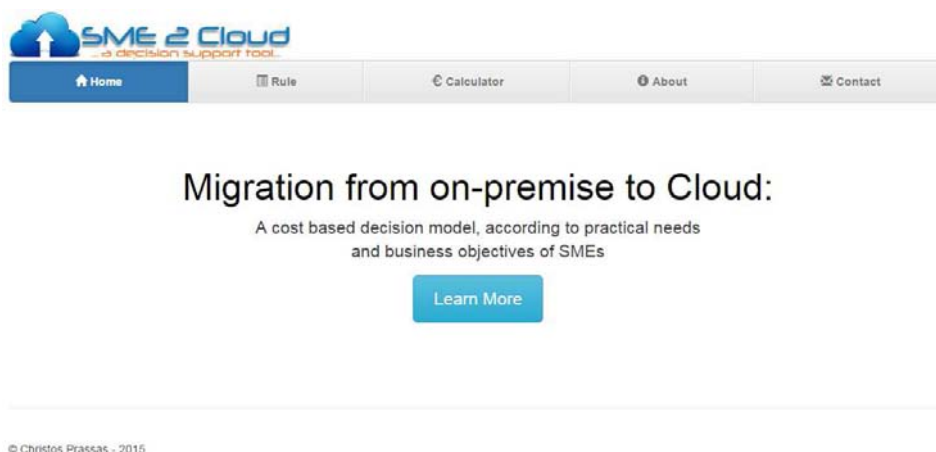 SME 2 Cloud
...a decision support tool...
Home
Rule
€ Calculator
About
Contact
Migration from on-premise to Cloud:
A cost based decision model, according to practical needs
and business objectives of SMEs
Learn More
© Christos Prassas - 2015